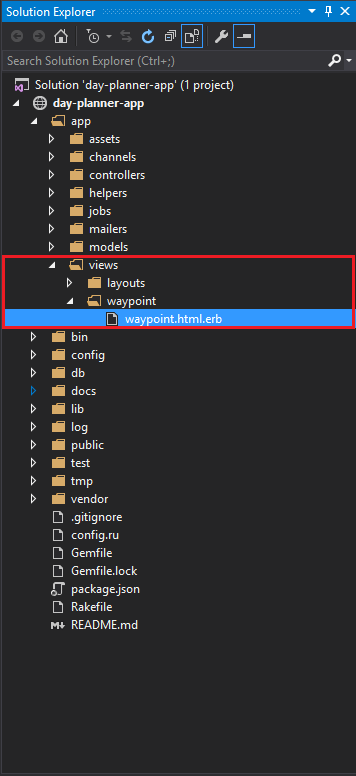 Solution Explorer
Search Solution Explorer (Ctrl+;)
Solution 'day-planner-app' (1 project)
day-planner-app
app
assets
channels
controllers
helpers
jobs
mailers
models
views
layouts
waypoint
waypoint.html.erb
bin
config
db
docs
lib
log
public
test
tmp
vendor
.gitignore
config.ru
Gemfile
Gemfile.lock
package.json
Rakefile
README.md